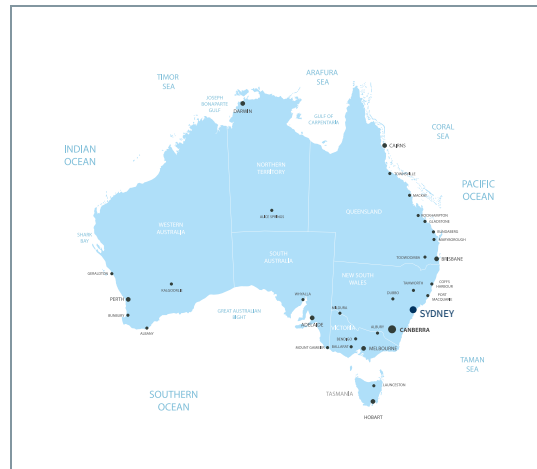 TIMOR
SEA
ARAFURA
SEA
JOSEPH
BONAPARTE
GULF
DARWIN
GULF OF
CARPENTARIA
CORAL
SEA
INDIAN
OCEAN
CAIRNS
TOWNSVILLE
NORTHERN
TERRITORY
PACIFIC
OCEAN
MACKAY
ALICE SPRINGS
QUEENSLAND
ROCKHAMPTON
GLADSTONE
WESTERN
AUSTRALIA
BUNDABERG
MARYBOROUGH
SHARK
BAY
SOUTH
AUSTRALIA
TOOWOOMBA
BRISBANE
GERALDTON
NEW SOUTH
WALES
COFFS
HARBOUR
TAMWORTH
KALGOORLIE
PERTH
WHYALLA
DUBBO
PORT
MACQUARIE
BUNBURY
GREAT AUSTRALIAN
BIGHT
MILDURA
SYDNEY
ADELAIDE
ALBANY
VICTORIA
ALBURY
CANBERRA
BENDIGO
MOUNT GAMBIER
BALLARAT
MELBOURNE
TAMAN
SEA
SOUTHERN
OCEAN
TASMANIA
LAUNCESTON
HOBART